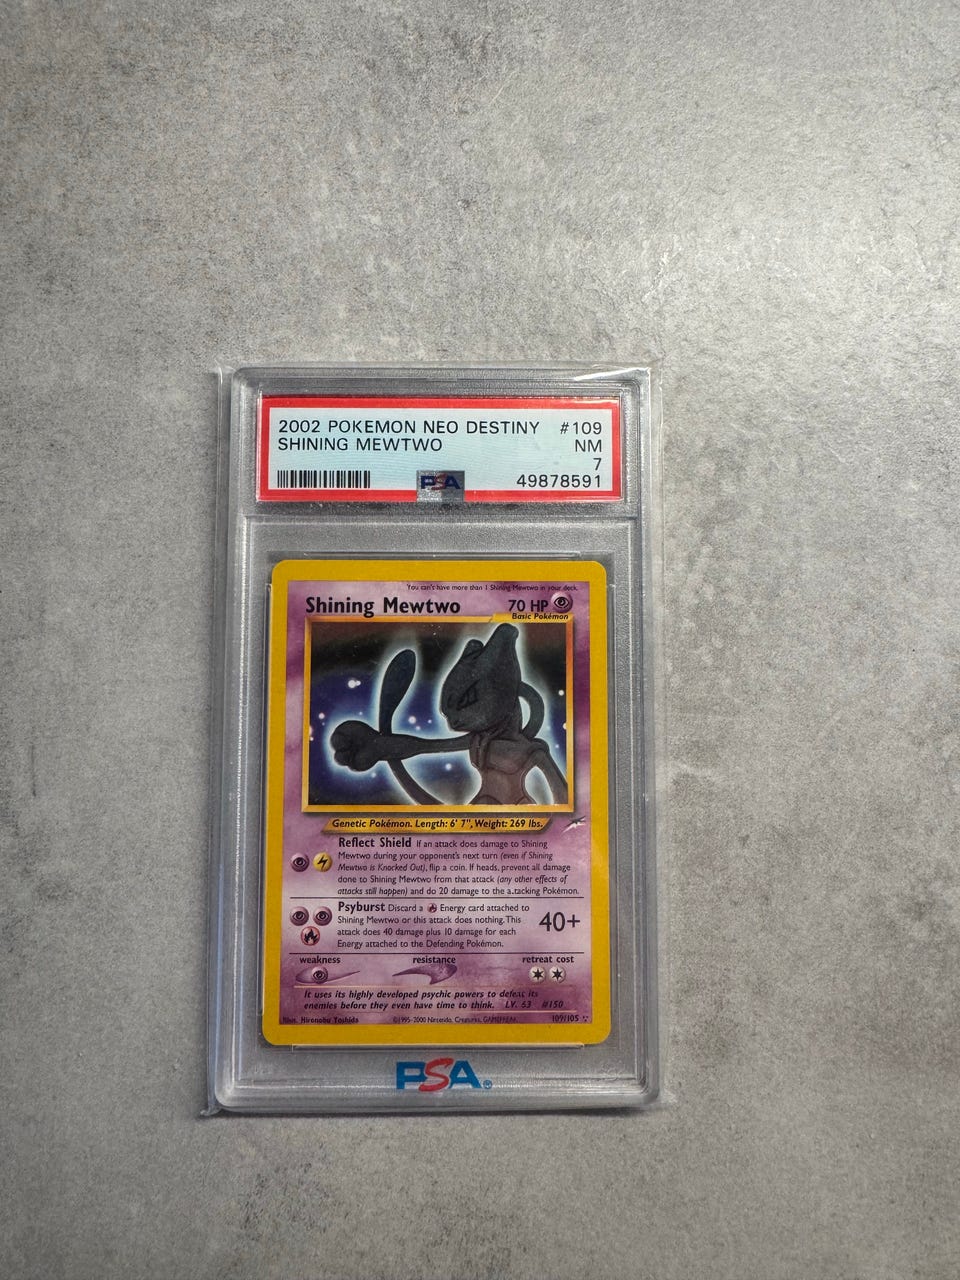 2002 POKEMON NEO DESTINY #109
SHINING MEWTWO NM
7
PSA 49878591
You can't have more than 1 Shining Mewtwo in your deck.
Shining Mewtwo 70 HP
Basic Pokémon
Genetic Pokémon. Length: 6' 7", Weight: 269 lbs.
Reflect Shield If an attack does damage to Shining
Mewtwo during your opponent's next turn (even if Shining
Mewtwo is Knocked Out), flip a coin. If heads, prevent all damage
done to Shining Mewtwo from that attack (any other effects of
attacks still happen) and do 20 damage to the attacking Pokémon.
Psyburst Discard a Energy card attached to
Shining Mewtwo or this attack does nothing. This
attack does 40 damage plus 10 damage for each
Energy attached to the Defending Pokémon.
40+
weakness resistance retreat cost
It uses its highly developed psychic powers to defeat its
enemies before they even have time to think. LV. 63 #150
Illus. Hironobu Yoshida ©1995-2000 Nintendo, Creatures, GAMEFREAK. 109/105
PSA